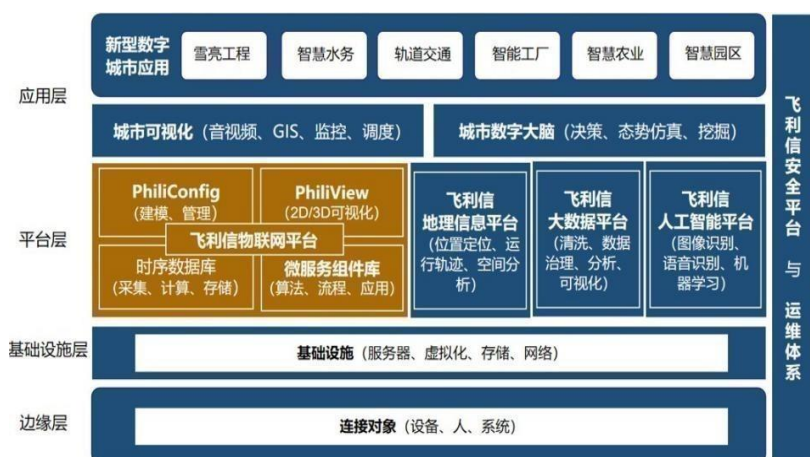 新型数字
城市应用
雪亮工程
智慧水务
轨道交通
智能工厂
智慧农业
智慧园区
应用层
城市可视化（音视频、GIS、监控、调度）
城市数字大脑（决策、态势仿真、挖掘）
平台层
PhiliConfig
（建模、管理）
PhiliView
（2D/3D可视化）
飞利信物联网平台
时序数据库
（采集、计算、存储）
微服务组件库
（算法、流程、应用）
飞利信
地理信息平台
（位置定位、运
行轨迹、空间分
析）
飞利信
大数据平台
（清洗、数据
治理、分析、
可视化）
飞利信
人工智能平台
（图像识别、
语音识别、机
器学习）
基础设施层
基础设施（服务器、虚拟化、存储、网络）
边缘层
连接对象（设备、人、系统）
飞利信安全平台 与 运维体系